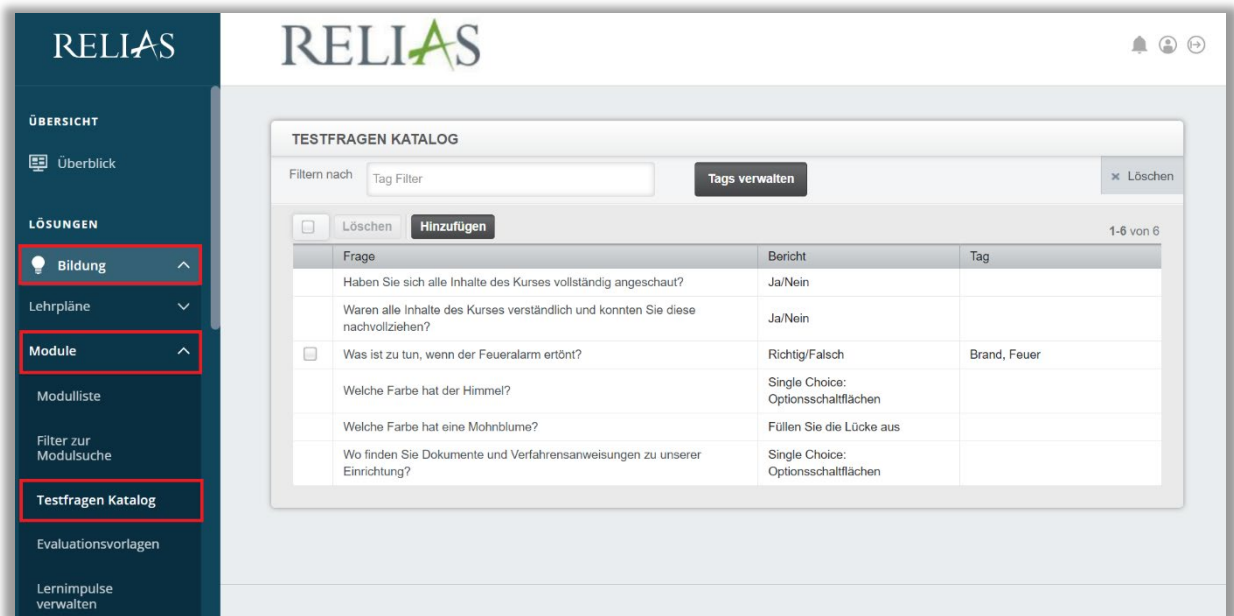 RELIAS
RELIAS
ÜBERSICHT
Überblick
LÖSUNGEN
Bildung
Lehrpläne
Module
Modulliste
Filter zur
Modulsuche
Testfragen Katalog
Evaluationsvorlagen
Lernimpulse
verwalten
TESTFRAGEN KATALOG
Filtern nach Tag Filter Tags verwalten × Löschen
Löschen Hinzufügen 1-6 von 6
Frage Bericht Tag
Haben Sie sich alle Inhalte des Kurses vollständig angeschaut? Ja/Nein
Waren alle Inhalte des Kurses verständlich und konnten Sie diese
nachvollziehen? Ja/Nein
Was ist zu tun, wenn der Feueralarm ertönt? Richtig/Falsch Brand, Feuer
Welche Farbe hat der Himmel? Single Choice:
Optionsschaltflächen
Welche Farbe hat eine Mohnblume? Füllen Sie die Lücke aus
Wo finden Sie Dokumente und Verfahrensanweisungen zu unserer Single Choice:
Einrichtung? Optionsschaltflächen